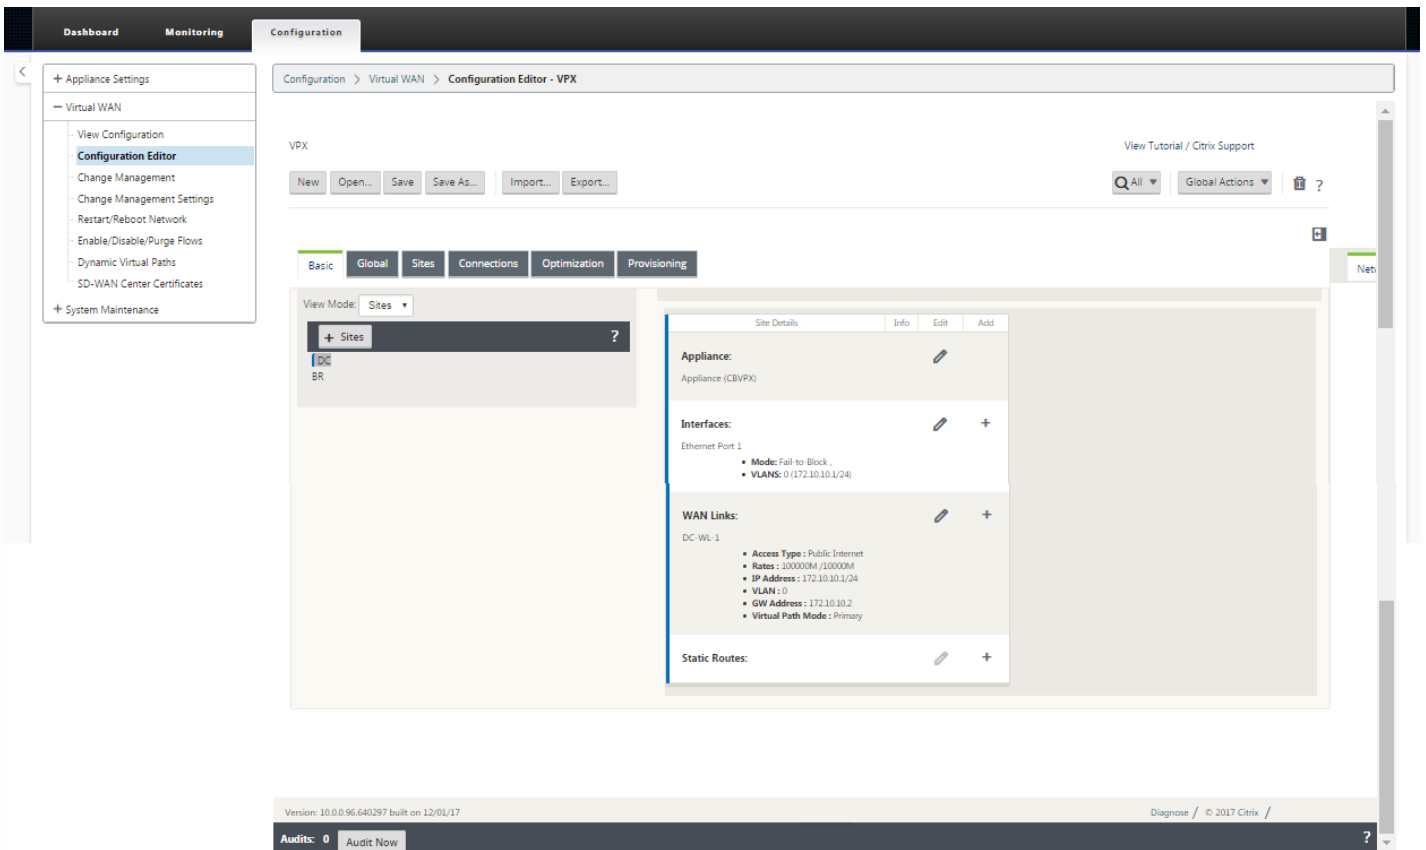 Dashboard Monitoring Configuration
+ Appliance Settings
− Virtual WAN
View Configuration
Configuration Editor
Change Management
Change Management Settings
Restart/Reboot Network
Enable/Disable/Purge Flows
Dynamic Virtual Paths
SD-WAN Center Certificates
+ System Maintenance
Configuration > Virtual WAN > Configuration Editor - VPX
VPX
View Tutorial / Citrix Support
New Open... Save Save As... Import... Export...
All ▼ Global Actions ▼ ?
Basic Global Sites Connections Optimization Provisioning
Netw
View Mode: Sites ▼
+ Sites ?
DC
BR
Site Details Info Edit Add
Appliance:
Appliance (CBVPX)
Interfaces: +
Ethernet Port 1
• Mode: Fail-to-Block ,
• VLANS: 0 (172.10.10.1/24)
WAN Links: +
DC-WL-1
• Access Type : Public Internet
• Rates : 100000M /10000M
• IP Address : 172.10.10.1/24
• VLAN : 0
• GW Address : 172.10.10.2
• Virtual Path Mode : Primary
Static Routes: +
Version: 10.0.0.96.640297 built on 12/01/17
Diagnose / © 2017 Citrix /
Audits: 0 Audit Now ?